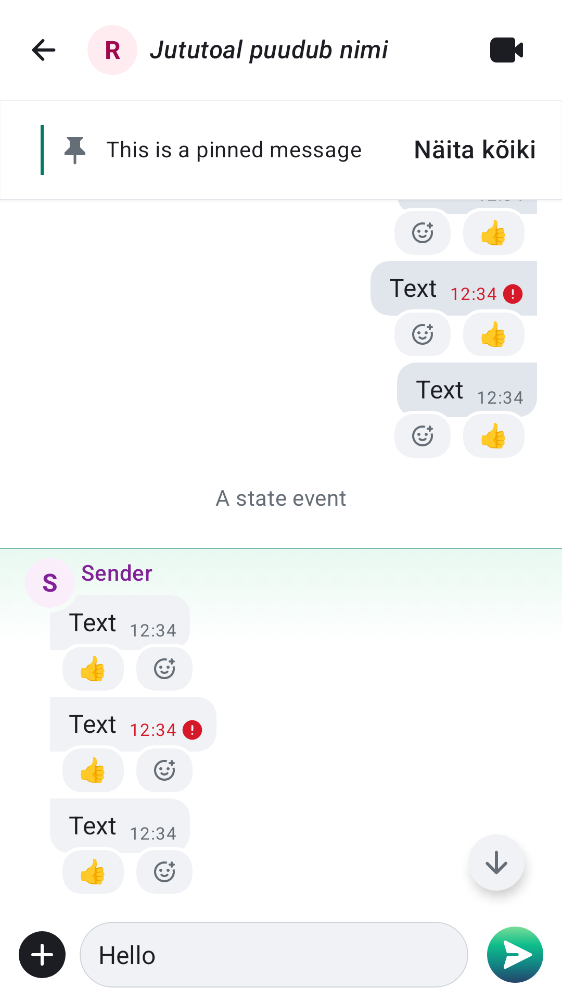 R Jututoal puudub nimi
This is a pinned message Näita kõiki
Text 12:34
Text 12:34
A state event
S Sender
Text 12:34
Text 12:34
Text 12:34
Hello